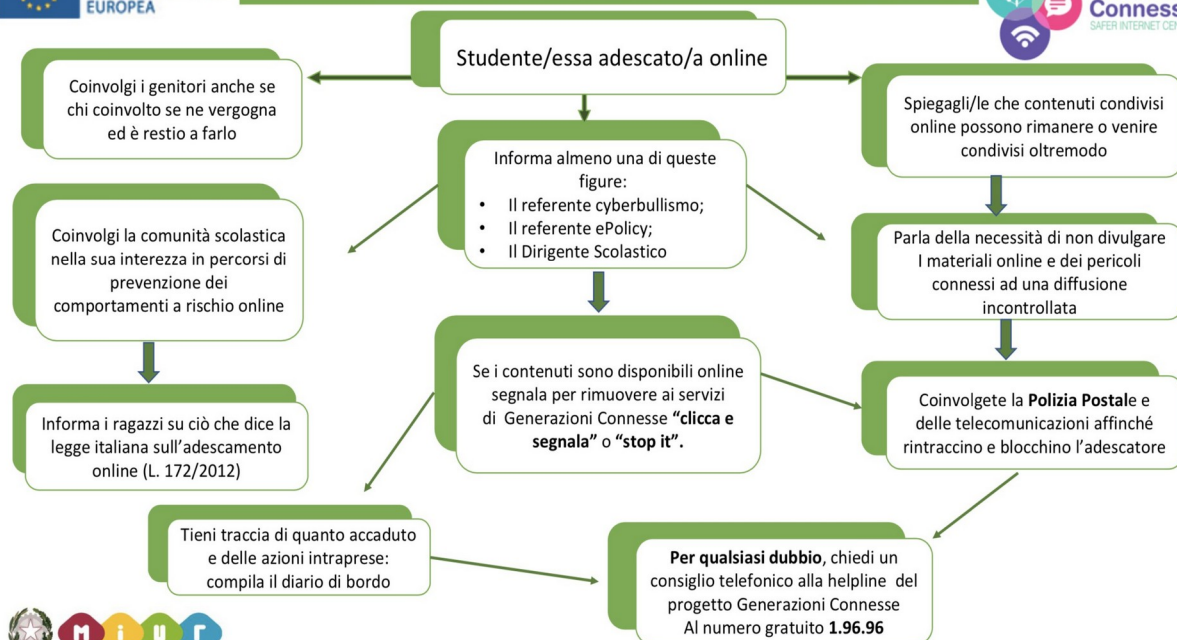 EUROPEA
Conness
SAFER INTERNET CEN
Studente/essa adescato/a online
Coinvolgi i genitori anche se
chi coinvolto se ne vergogna
ed è restio a farlo
Informa almeno una di queste
figure:
• Il referente cyberbullismo;
• Il referente ePolicy;
• Il Dirigente Scolastico
Spiegagli/le che contenuti condivisi
online possono rimanere o venire
condivisi oltremodo
Coinvolgi la comunità scolastica
nella sua interezza in percorsi di
prevenzione dei
comportamenti a rischio online
Parla della necessità di non divulgare
I materiali online e dei pericoli
connessi ad una diffusione
incontrollata
Se i contenuti sono disponibili online
segnala per rimuovere ai servizi
di Generazioni Connesse “clicca e
segnala” o “stop it”.
Informa i ragazzi su ciò che dice la
legge italiana sull’adescamento
online (L. 172/2012)
Coinvolgete la Polizia Postale e
delle telecomunicazioni affinché
rintraccino e blocchino l’adescatore
Tieni traccia di quanto accaduto
e delle azioni intraprese:
compila il diario di bordo
Per qualsiasi dubbio, chiedi un
consiglio telefonico alla helpline del
progetto Generazioni Connesse
Al numero gratuito 1.96.96
miur